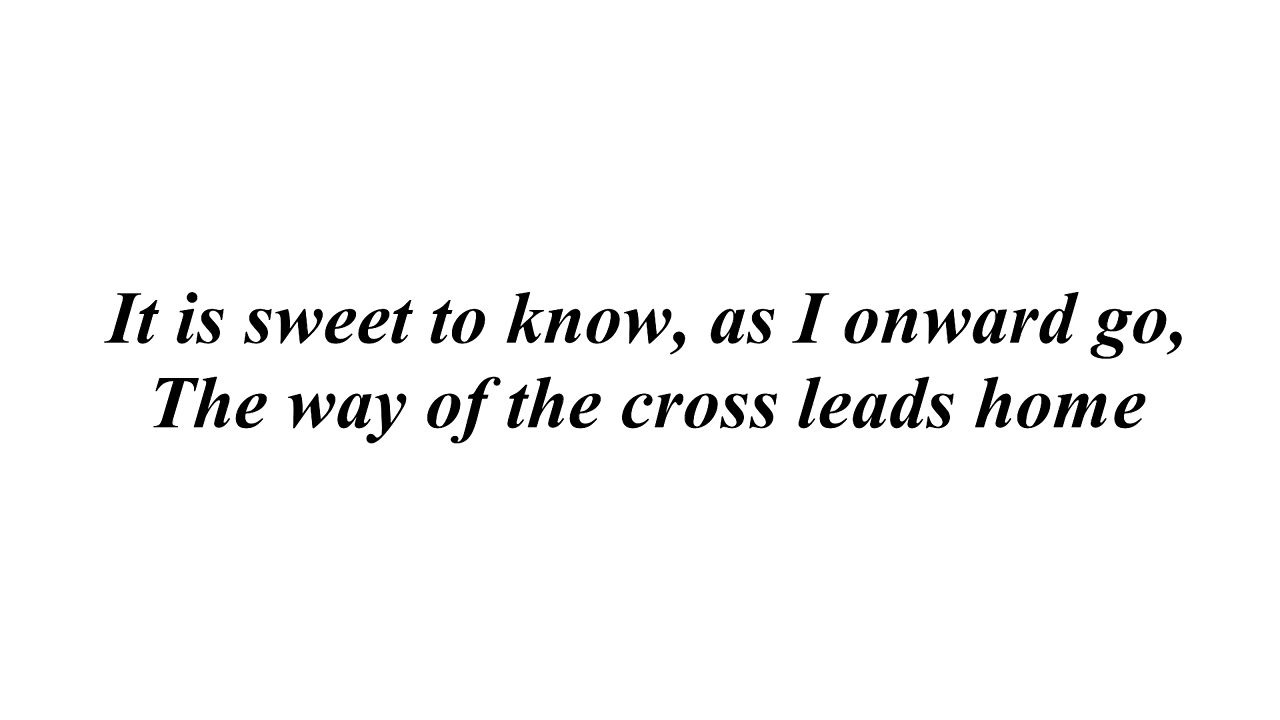 It is sweet to know, as I onward go,
The way of the cross leads home